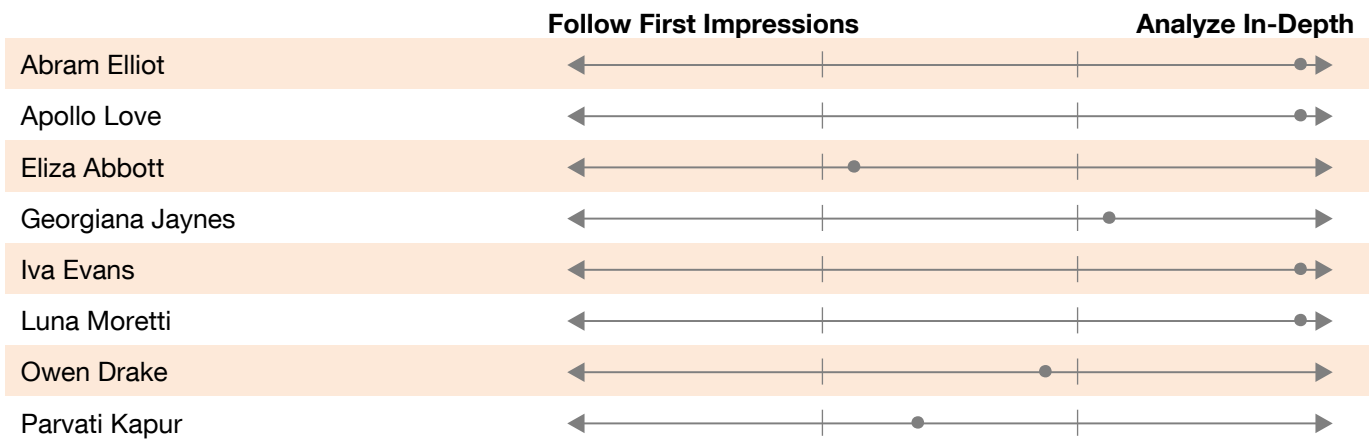 Follow First Impressions Analyze In-Depth
Abram Elliot
Apollo Love
Eliza Abbott
Georgiana Jaynes
Iva Evans
Luna Moretti
Owen Drake
Parvati Kapur